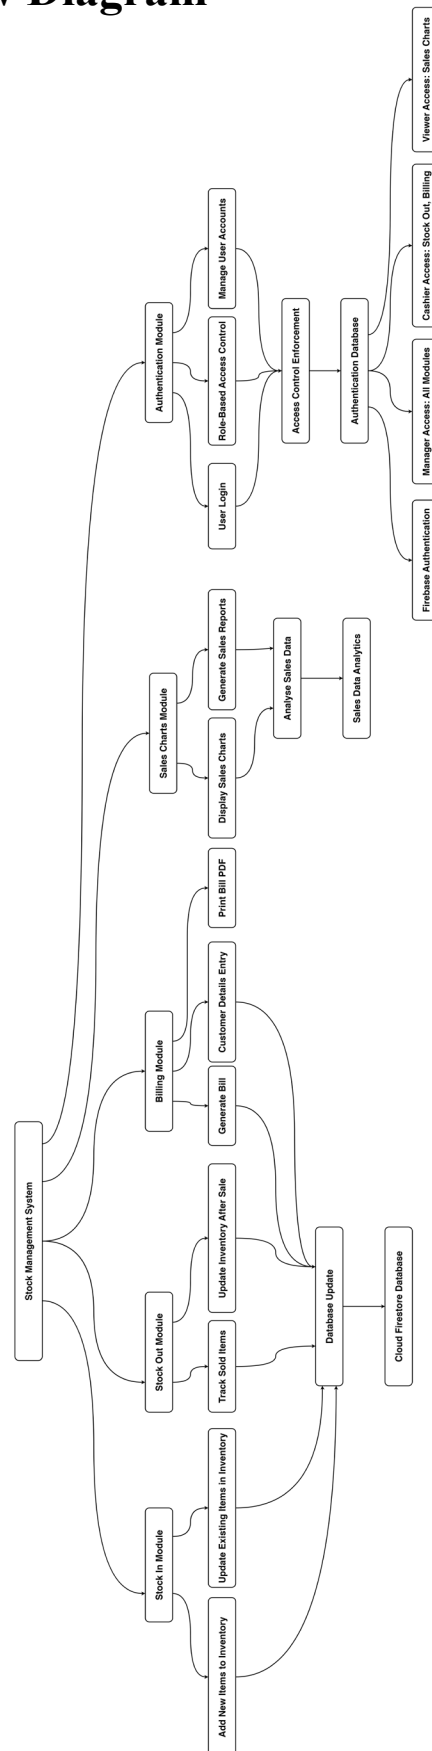 Diagram
Stock Management System
Stock In Module
Stock Out Module
Billing Module
Sales Charts Module
Authentication Module
Add New Items to Inventory
Update Existing Items in Inventory
Track Sold Items
Update Inventory After Sale
Generate Bill
Customer Details Entry
Print Bill PDF
Display Sales Charts
Generate Sales Reports
User Login
Role-Based Access Control
Manage User Accounts
Database Update
Analyse Sales Data
Access Control Enforcement
Cloud Firestore Database
Sales Data Analytics
Authentication Database
Firebase Authentication
Manager Access: All Modules
Cashier Access: Stock Out, Billing
Viewer Access: Sales Charts